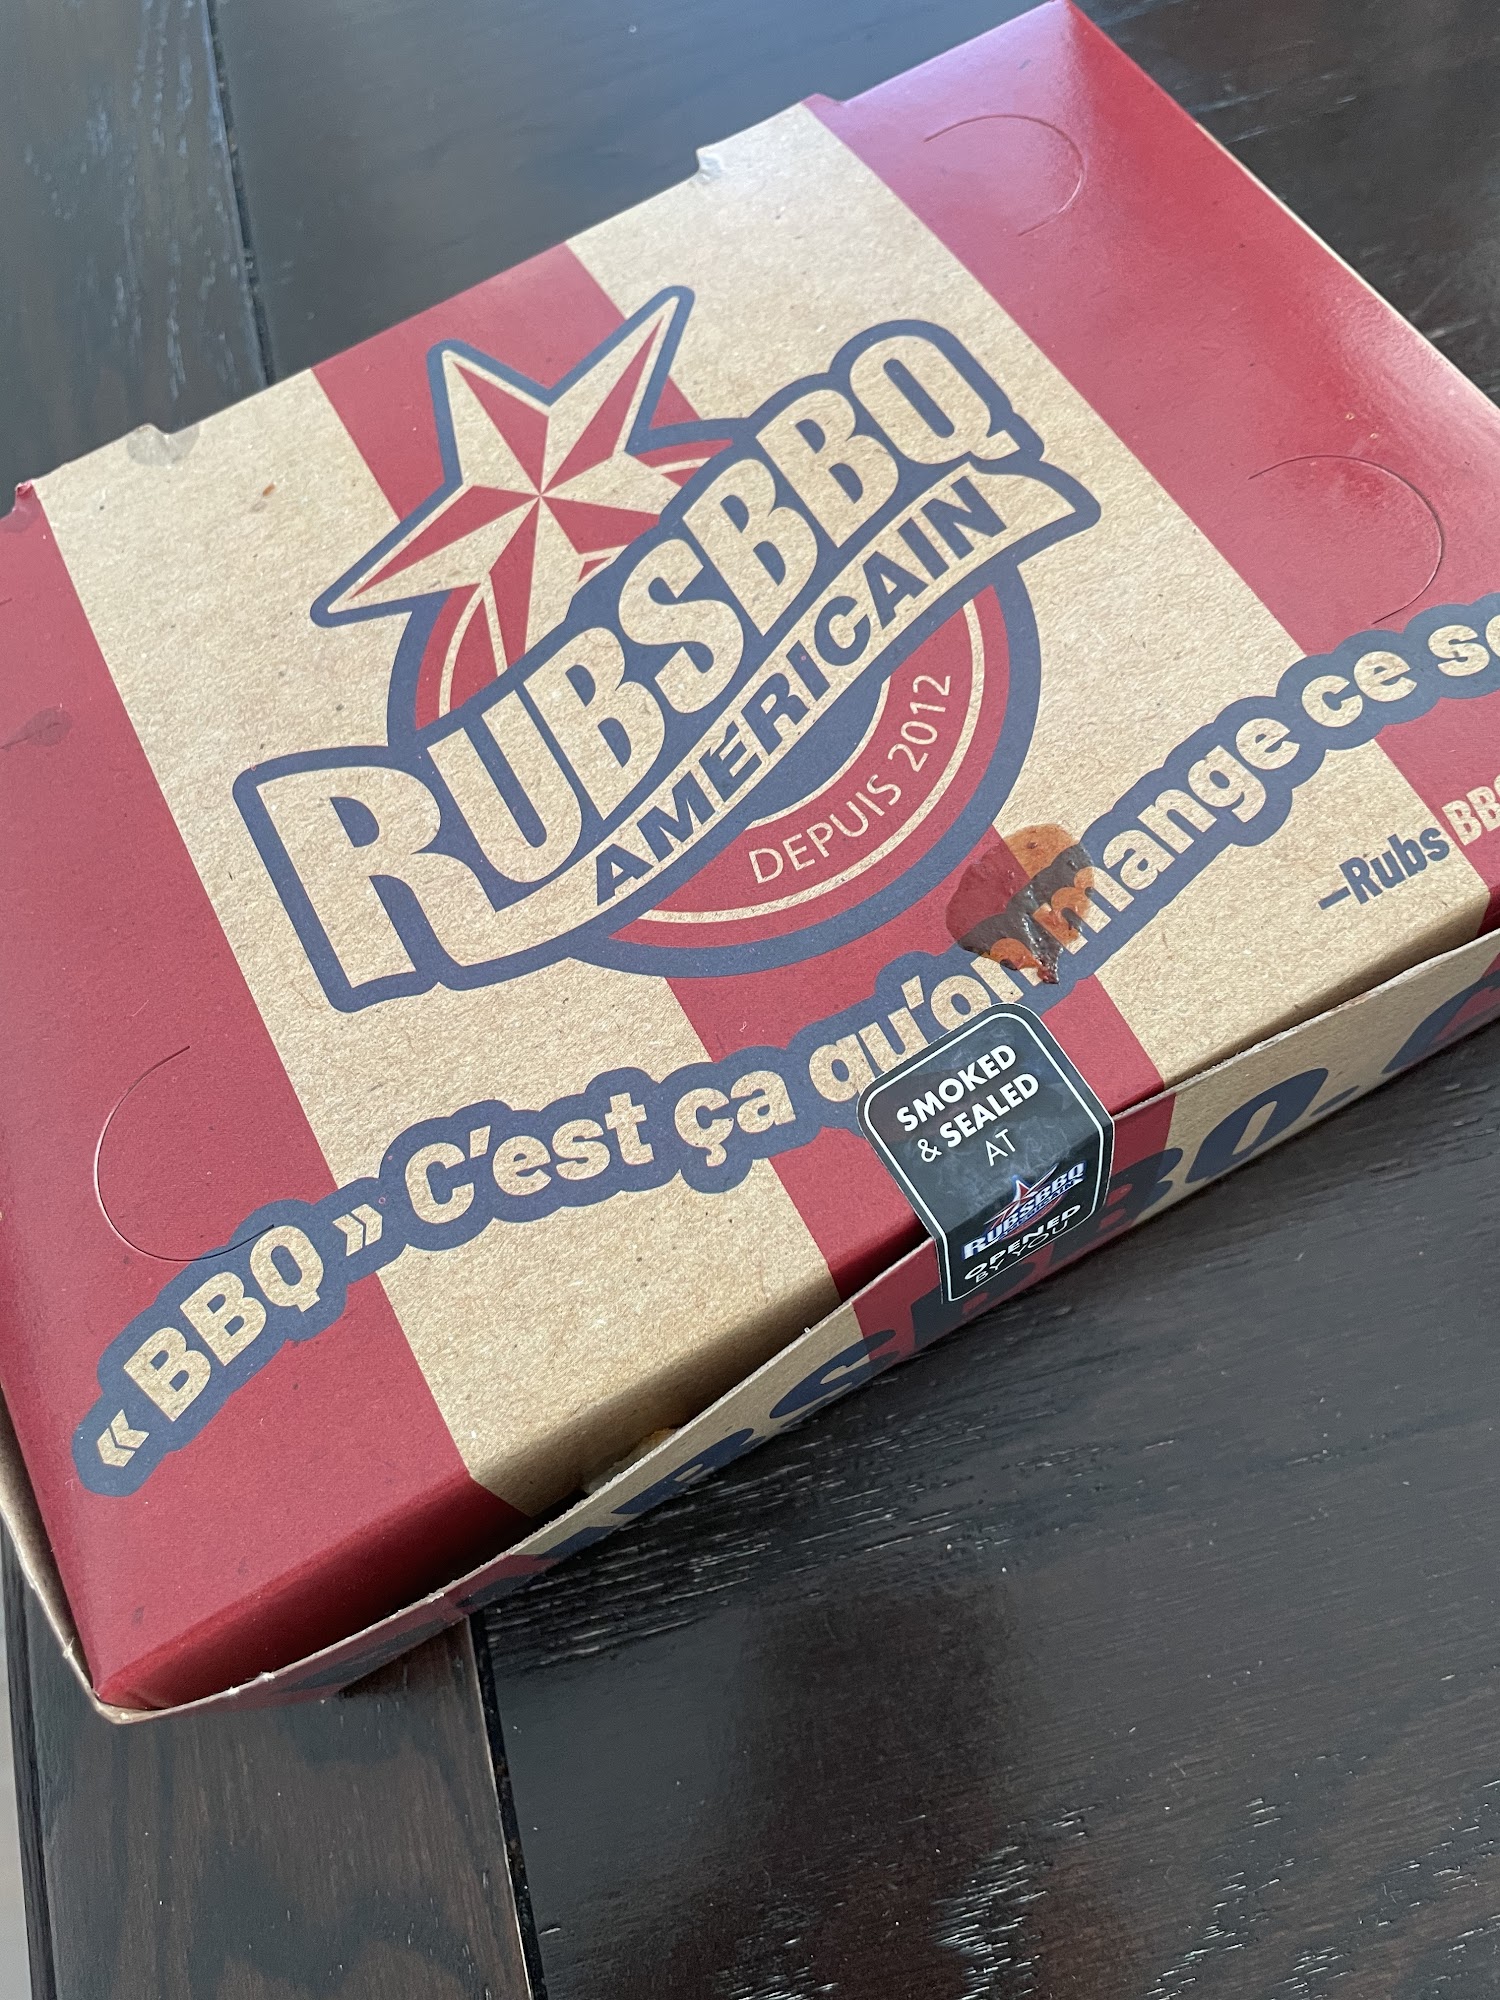 RUBSBBQ
AMÉRICAIN
DEPUIS 2012
« BBQ » C'est ça qu'on mange ce
—Rubs
SMOKED
& SEALED
AT
RUBSBBQ
AMÉRICAIN
OPENED
BY YOU